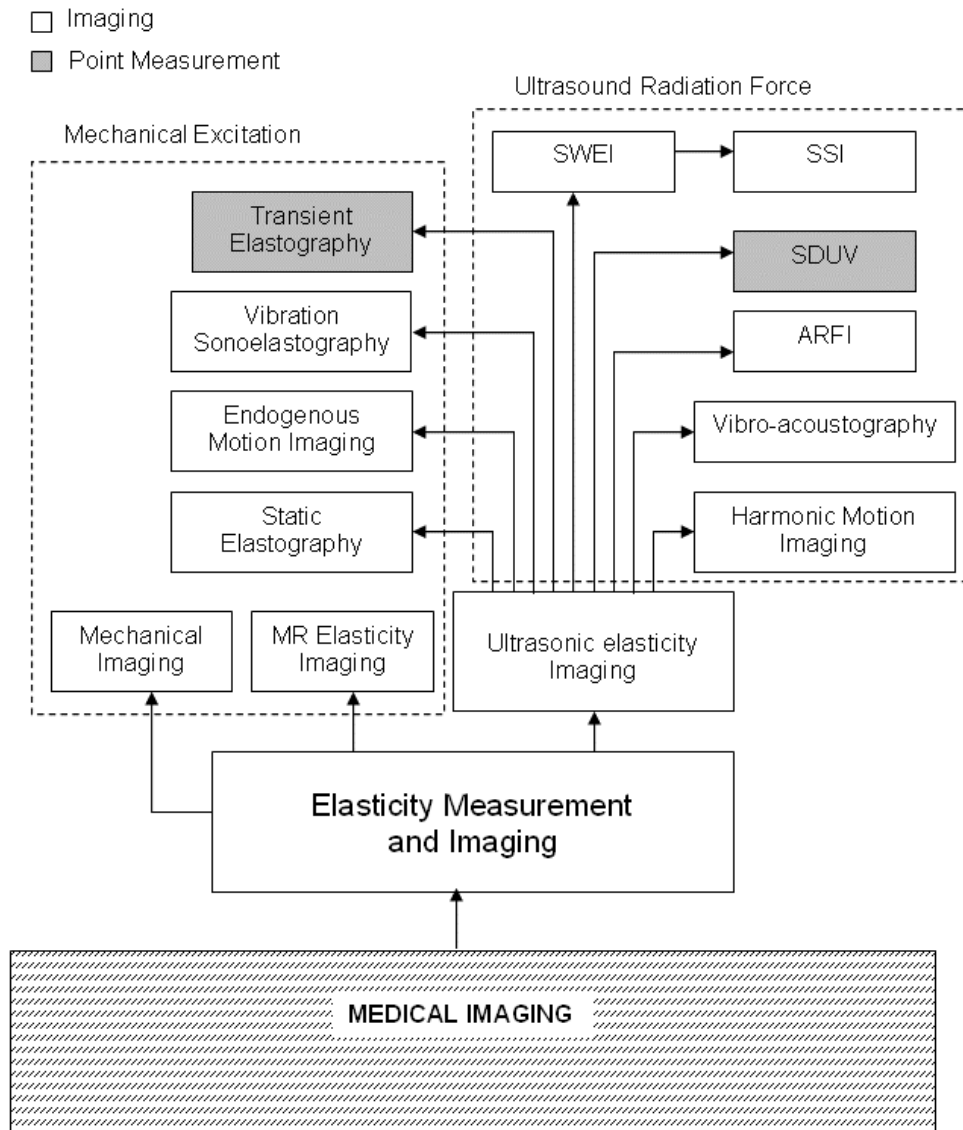 Imaging
Point Measurement
Ultrasound Radiation Force
Mechanical Excitation
SWEI
SSI
Transient
Elastography
SDUV
Vibration
Sonoelastography
ARFI
Endogenous
Motion Imaging
Vibro-acoustography
Static
Elastography
Harmonic Motion
Imaging
Mechanical
Imaging
MR Elasticity
Imaging
Ultrasonic elasticity
Imaging
Elasticity Measurement
and Imaging
MEDICAL IMAGING